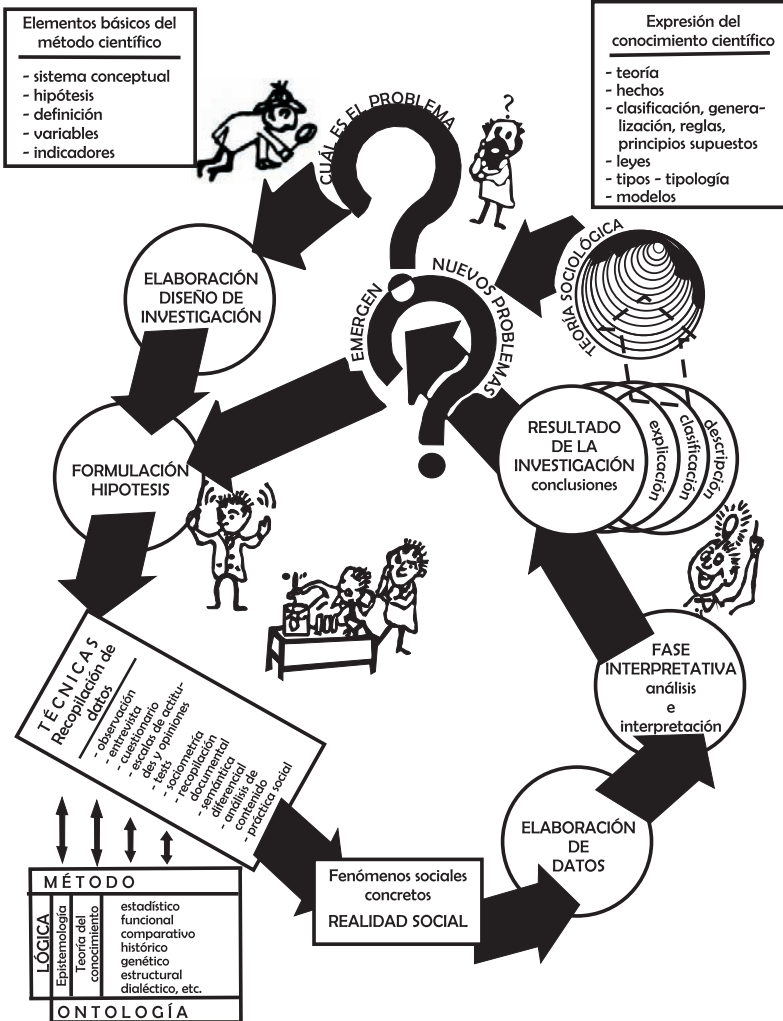 Elementos básicos del
método científico
- sistema conceptual
- hipótesis
- definición
- variables
- indicadores
Expresión del
conocimiento científico
- teoría
- hechos
- clasificación, genera-
lización, reglas,
principios supuestos
- leyes
- tipos - tipología
- modelos
CUÁL ES EL PROBLEMA
?
ELABORACIÓN
DISEÑO DE
INVESTIGACIÓN
EMERGEN NUEVOS PROBLEMAS
TEORÍA SOCIOLÓGICA
FORMULACIÓN
HIPOTESIS
RESULTADO
DE LA
INVESTIGACIÓN
conclusiones
explicación
clasificación
descripción
TÉCNICAS
Recopilación de
datos
- observación
- entrevista
- cuestionario
- escalas de actitu-
des y opiniones
- tests
- sociometría
- recopilación
documental
- semántica
diferencial
- análisis de
contenido
- práctica social
FASE
INTERPRETATIVA
análisis
e
interpretación
ELABORACIÓN
DE
DATOS
Fenómenos sociales
concretos
REALIDAD SOCIAL
MÉTODO
LÓGICA
Epistemología
Teoría del
conocimiento
estadístico
funcional
comparativo
histórico
genético
estructural
dialéctico, etc.
ONTOLOGÍA